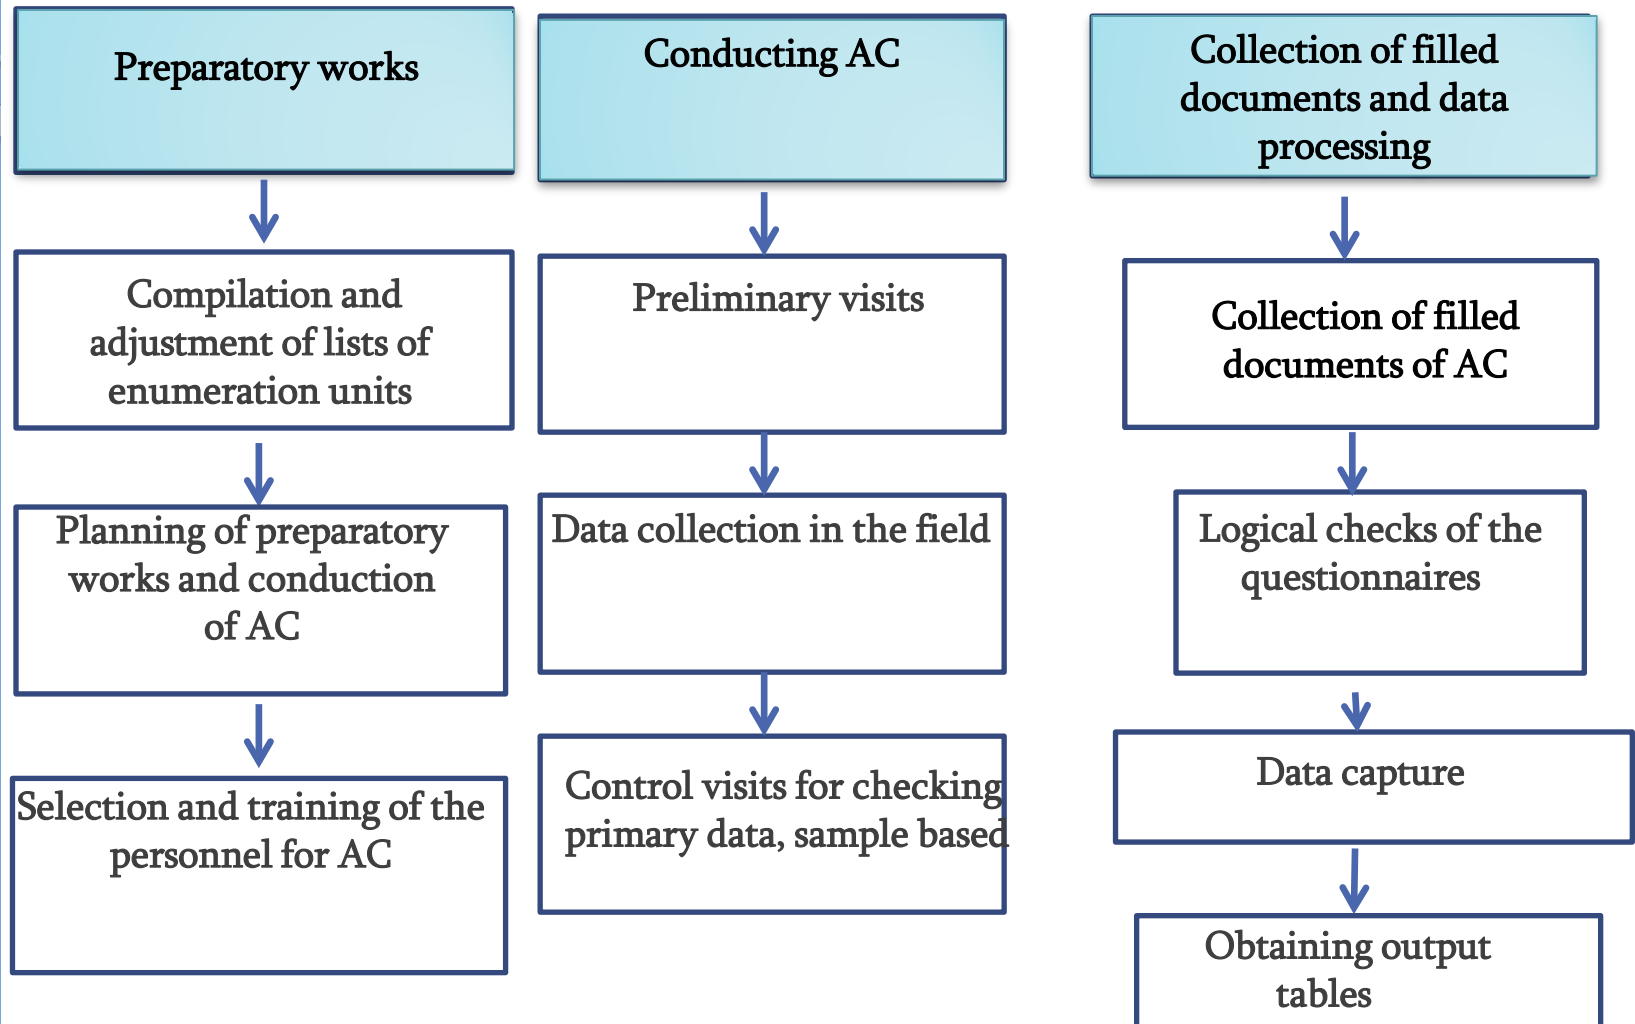 Preparatory works
Compilation and
adjustment of lists of
enumeration units
Planning of preparatory
works and conduction
of AC
Selection and training of the
personnel for AC
Conducting AC
Preliminary visits
Data collection in the field
Control visits for checking
primary data, sample based
Collection of filled
documents and data
processing
Collection of filled
documents of AC
Logical checks of the
questionnaires
Data capture
Obtaining output
tables